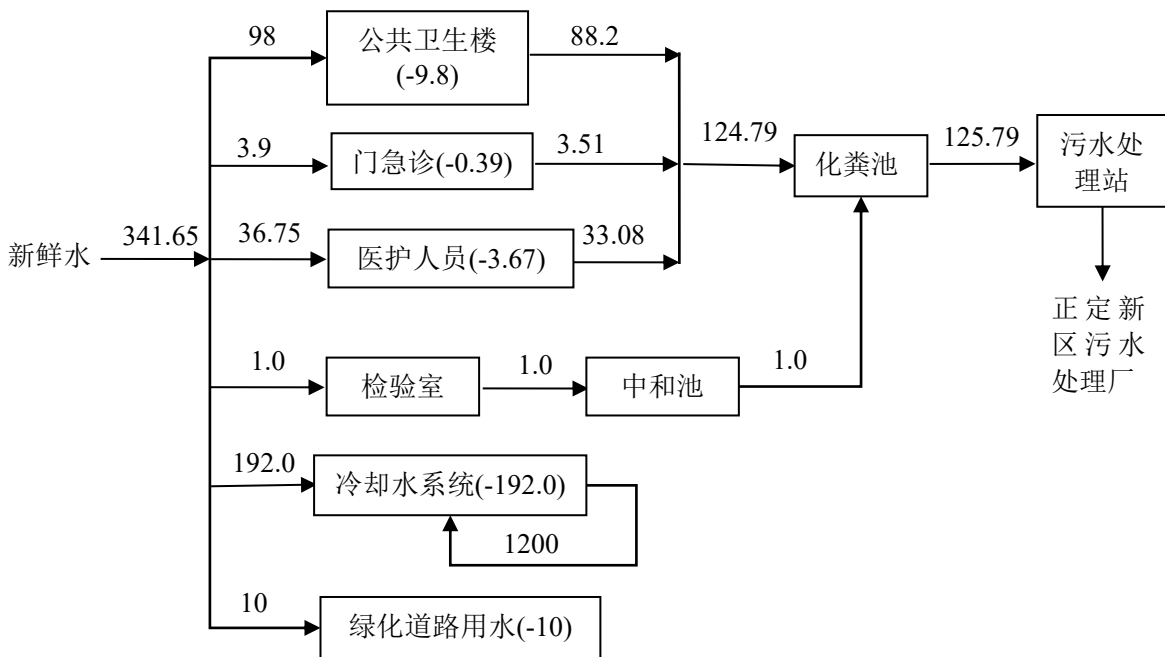 98
公共卫生楼
(-9.8)
88.2
3.9
门急诊(-0.39)
3.51
124.79
化粪池
125.79
污水处
理站
新鲜水
341.65
36.75
医护人员(-3.67)
33.08
正定新
区污水
处理厂
1.0
检验室
1.0
中和池
1.0
192.0
冷却水系统(-192.0)
1200
10
绿化道路用水(-10)